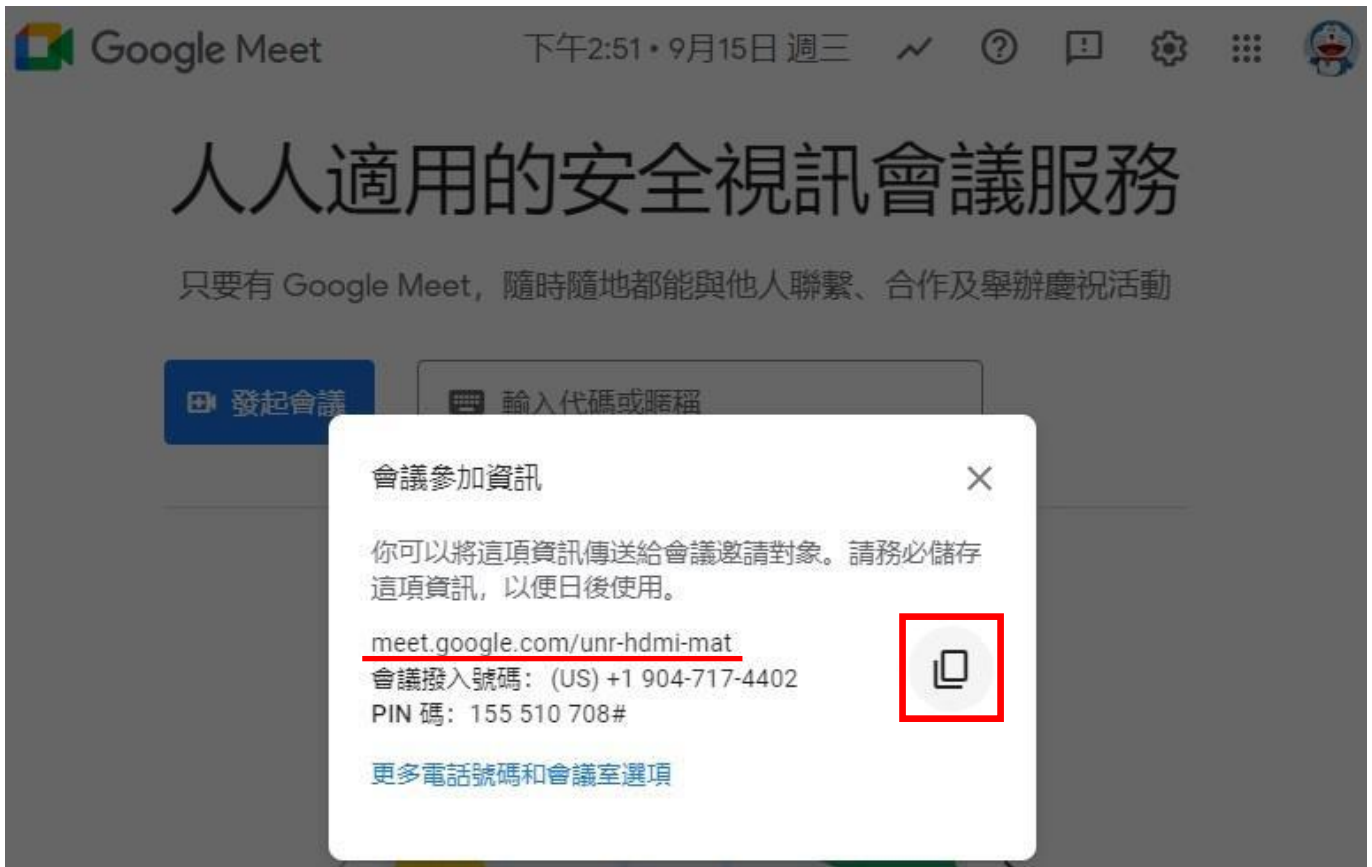 Google Meet 下午2:51 • 9月15日 週三
人人適用的安全視訊會議服務
只要有 Google Meet，隨時隨地都能與他人聯繫、合作及舉辦慶祝活動
發起會議 輸入代碼或暱稱
會議參加資訊
你可以將這項資訊傳送給會議邀請對象。請務必儲存
這項資訊，以便日後使用。
meet.google.com/unr-hdmi-mat
會議撥入號碼： (US) +1 904-717-4402
PIN 碼： 155 510 708#
更多電話號碼和會議室選項